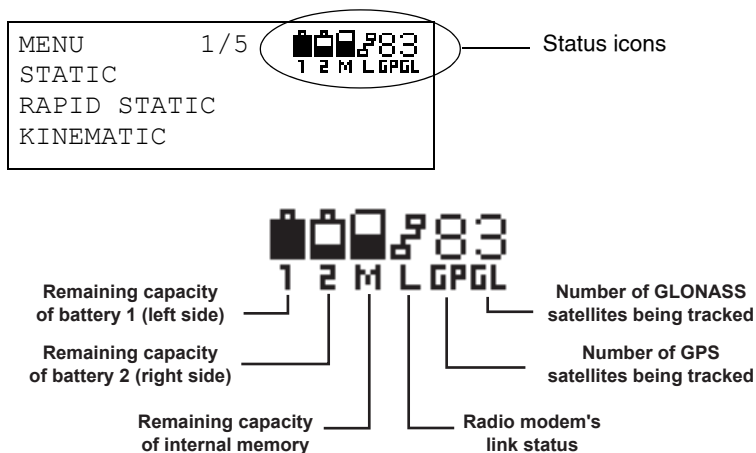 MENU 1/5 83
1 2 M L GPGL
Status icons
STATIC
RAPID STATIC
KINEMATIC
83
1 2 M L GPGL
Remaining capacity
of battery 1 (left side)
Number of GLONASS
satellites being tracked
Remaining capacity
of battery 2 (right side)
Number of GPS
satellites being tracked
Remaining capacity
of internal memory
Radio modem's
link status